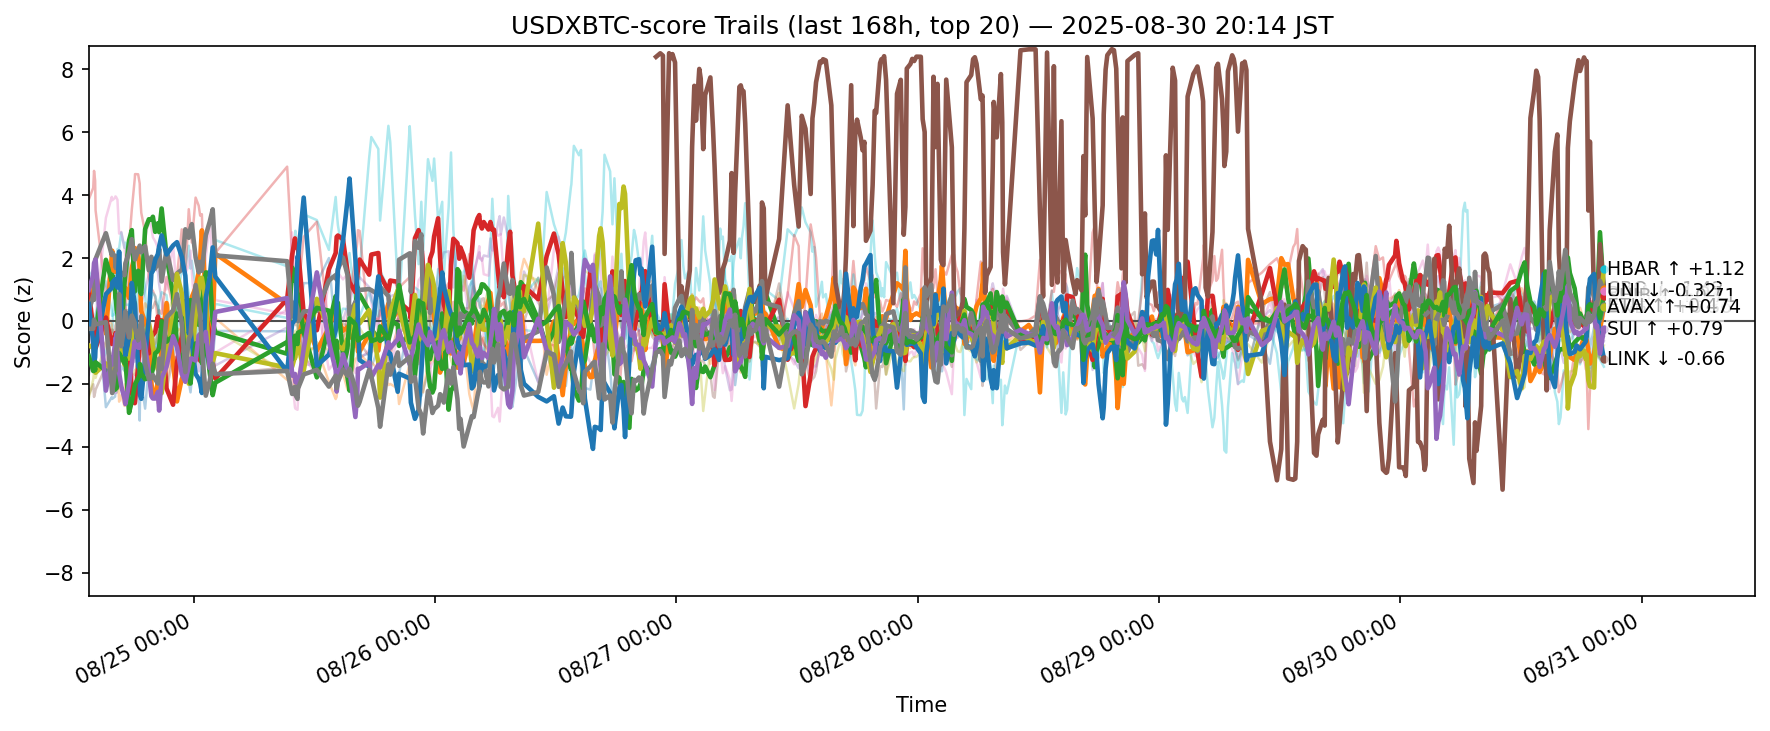 USDXBTC-score Trails (last 168h, top 20) — 2025-08-30 20:14 JST
Score (z)
8
6
4
2
0
−2
−4
−6
−8
HBAR ↑ +1.12
UNI ↓ -0.32
AVAX ↑ +0.74
SUI ↑ +0.79
LINK ↓ -0.66
08/25 00:00
08/26 00:00
08/27 00:00
08/28 00:00
08/29 00:00
08/30 00:00
08/31 00:00
Time